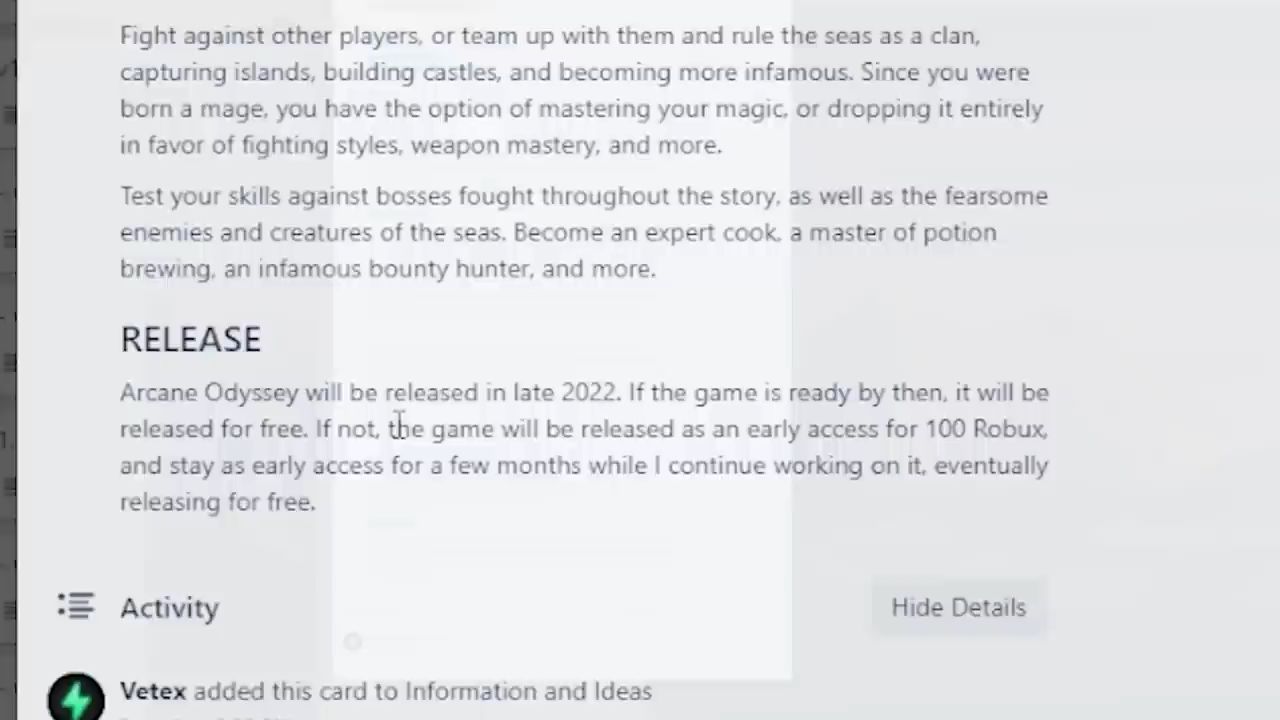 Fight against other players, or team up with them and rule the seas as a clan,
capturing islands, building castles, and becoming more infamous. Since you were
born a mage, you have the option of mastering your magic, or dropping it entirely
in favor of fighting styles, weapon mastery, and more.
Test your skills against bosses fought throughout the story, as well as the fearsome
enemies and creatures of the seas. Become an expert cook, a master of potion
brewing, an infamous bounty hunter, and more.
RELEASE
Arcane Odyssey will be released in late 2022. If the game is ready by then, it will be
released for free. If not, the game will be released as an early access for 100 Robux,
and stay as early access for a few months while I continue working on it, eventually
releasing for free.
Activity
Hide Details
Vetex added this card to Information and Ideas